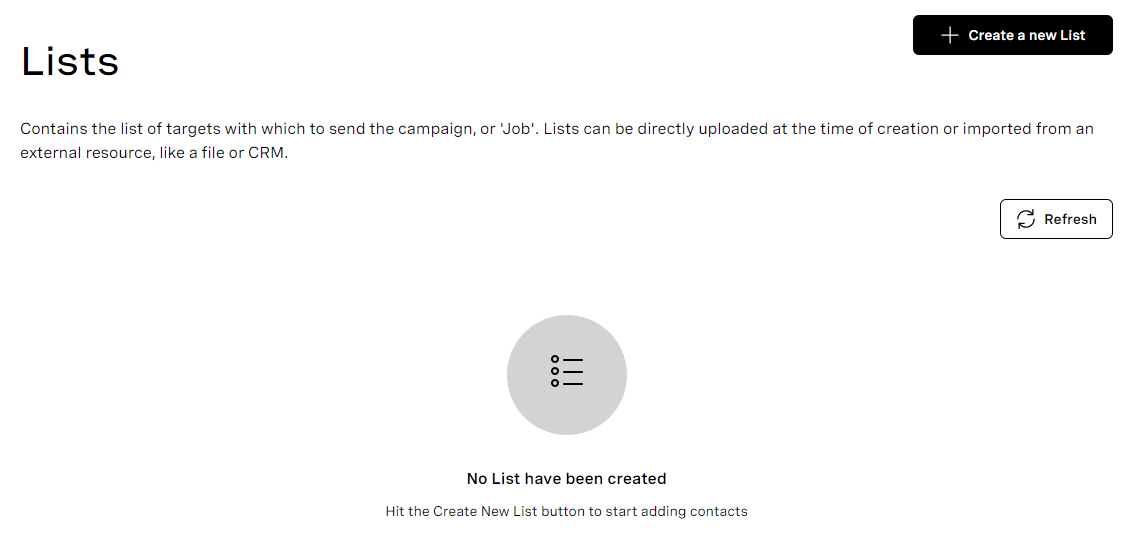 Create a new List
Lists
Contains the list of targets with which to send the campaign, or 'Job'. Lists can be directly uploaded at the time of creation or imported from an
external resource, like a file or CRM.
Refresh
No List have been created
Hit the Create New List button to start adding contacts